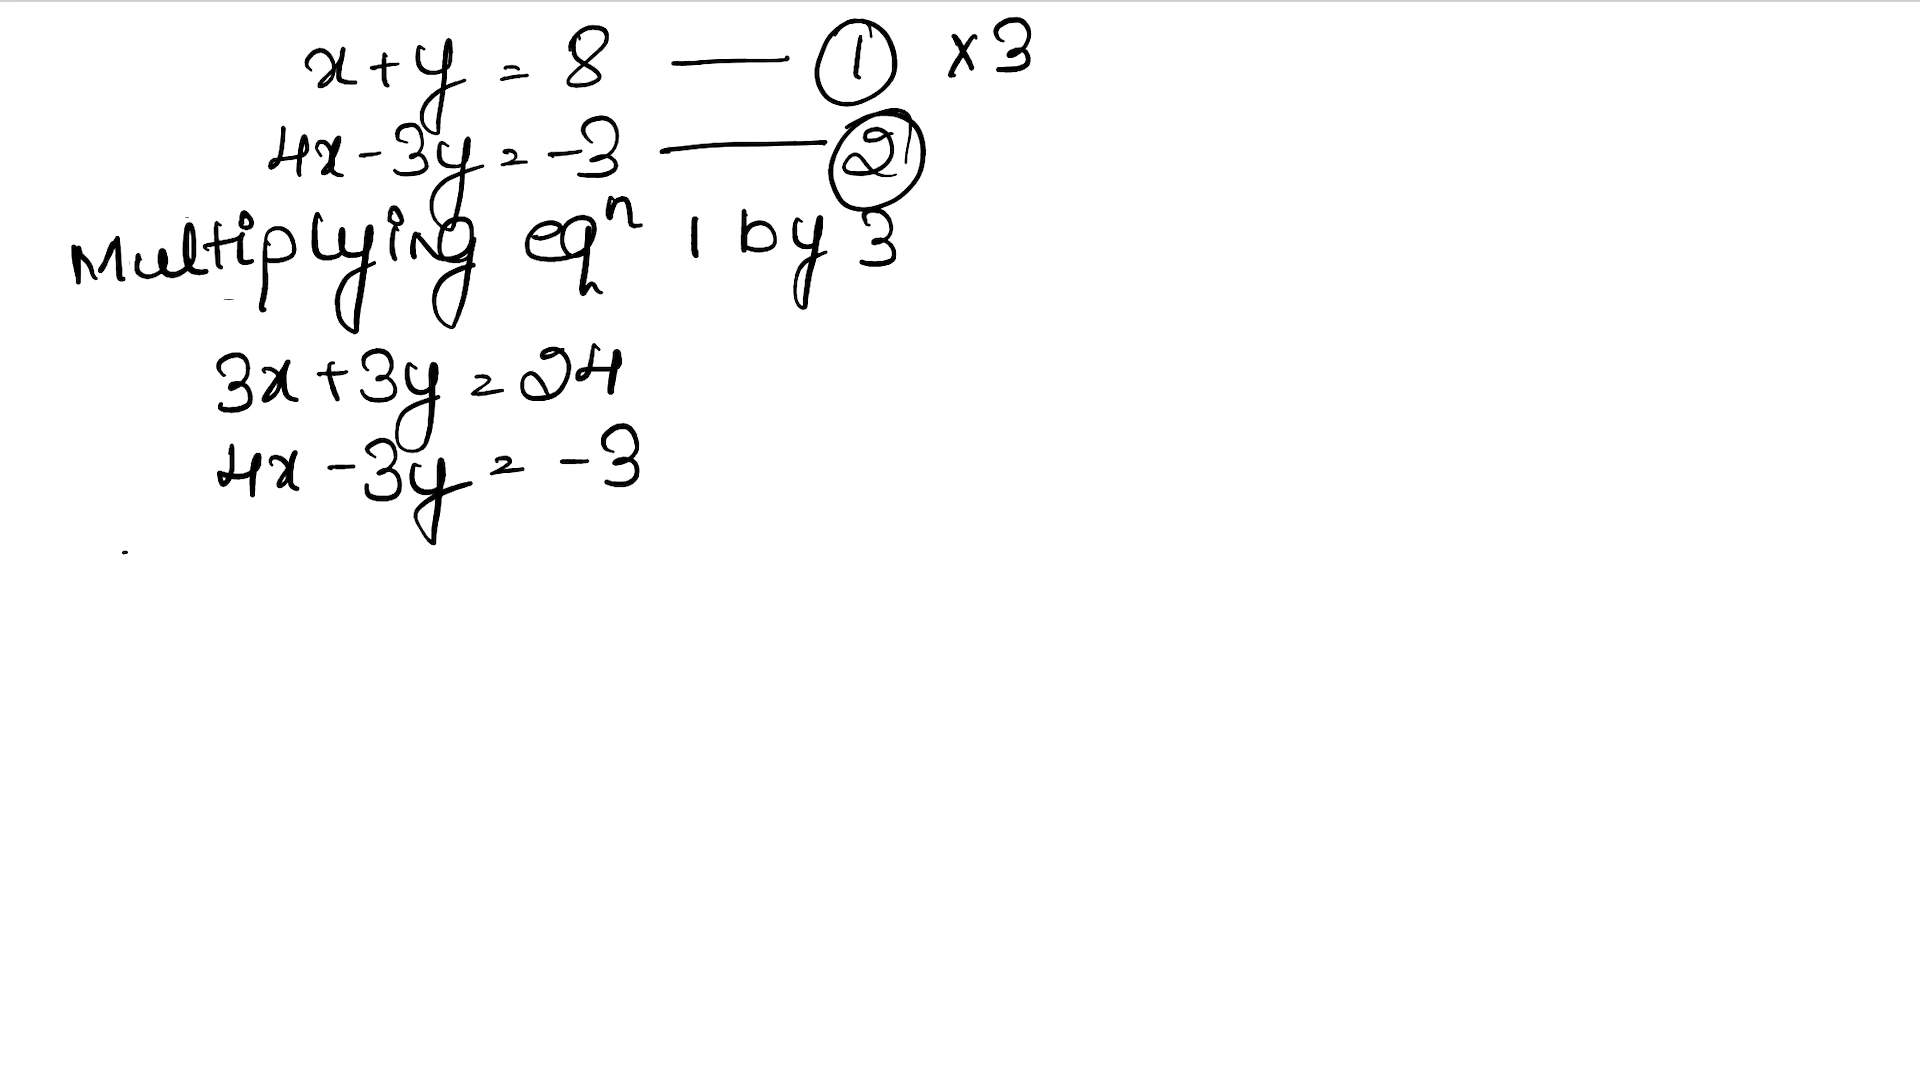 x+y = 8 — ① ×3
4x-3y = -3 — ②
Multiplying eqⁿ 1 by 3
3x+3y = 24
4x-3y = -3